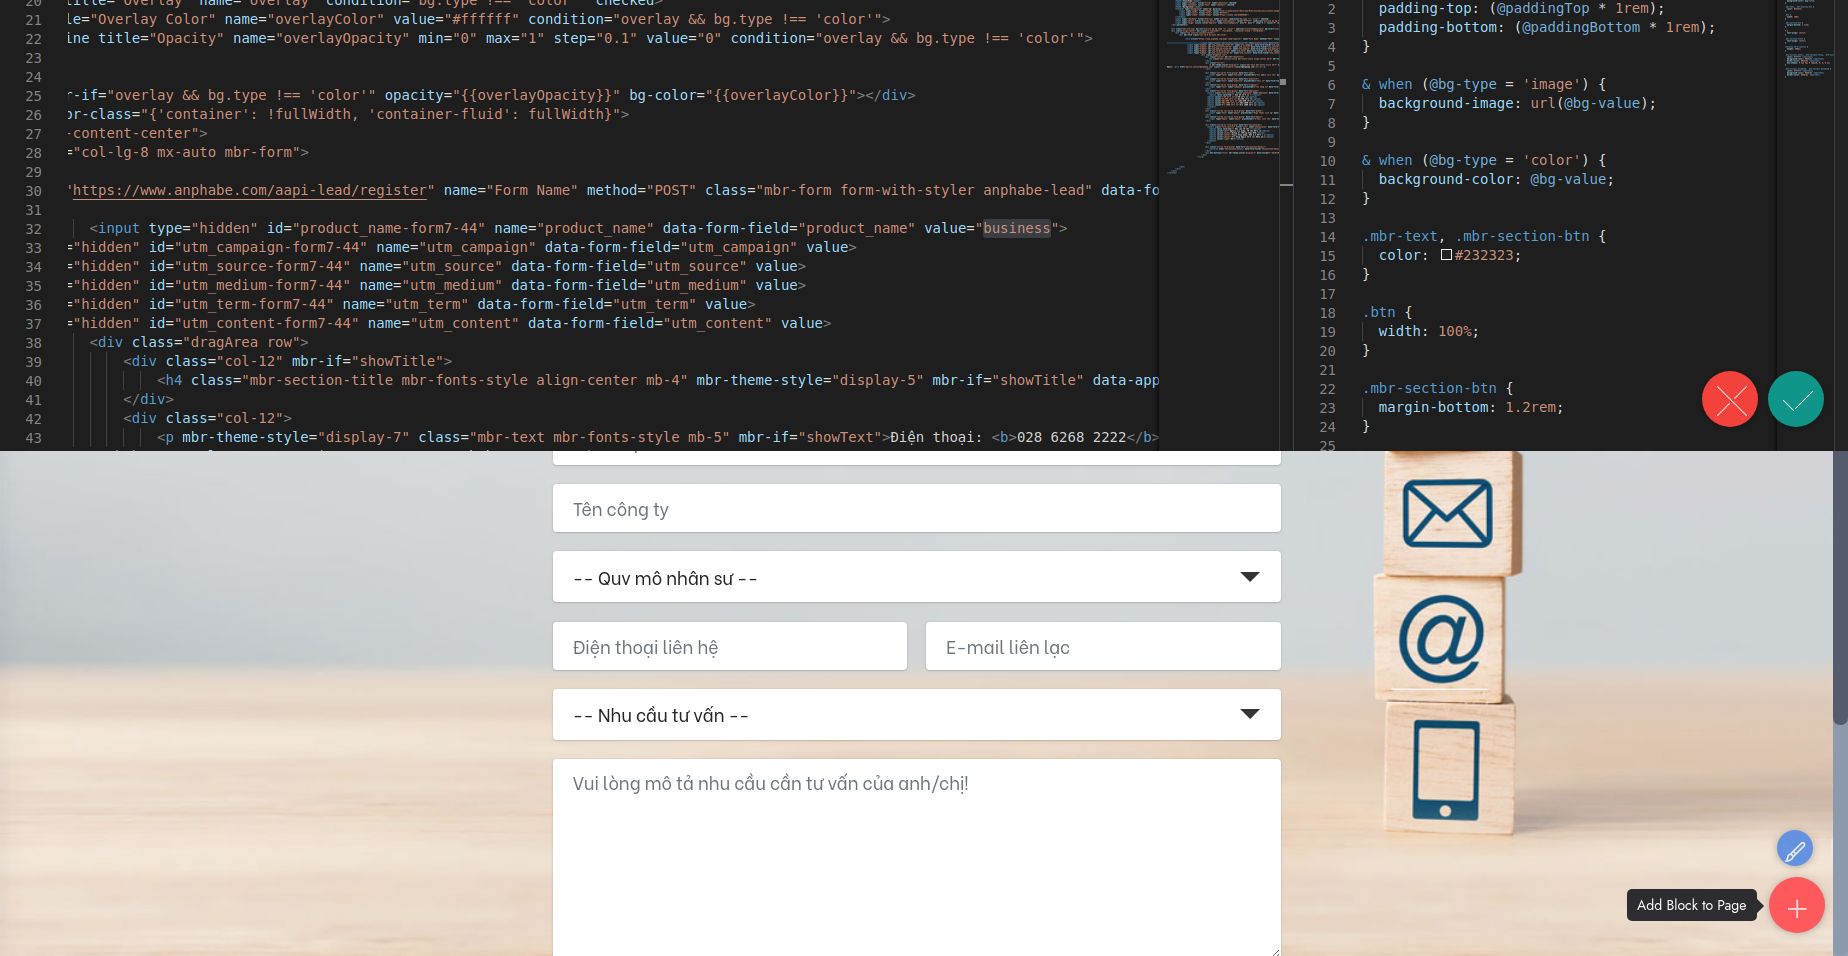 20 title="Overlay" name="overlay" condition="bg.type !== 'color'" checked>
21 le="Overlay Color" name="overlayColor" value="#ffffff" condition="overlay && bg.type !== 'color'">
22 ine title="Opacity" name="overlayOpacity" min="0" max="1" step="0.1" value="0" condition="overlay && bg.type !== 'color'">
23
24
25 r-if="overlay && bg.type !== 'color'" opacity="{{overlayOpacity}}" bg-color="{{overlayColor}}"></div>
26 or-class="{'container': !fullWidth, 'container-fluid': fullWidth}">
27 -content-center">
28 ="col-lg-8 mx-auto mbr-form">
29
30 'https://www.anphabe.com/aapi-lead/register" name="Form Name" method="POST" class="mbr-form form-with-styler anphabe-lead" data-fo
31
32 <input type="hidden" id="product_name-form7-44" name="product_name" data-form-field="product_name" value="business">
33 ="hidden" id="utm_campaign-form7-44" name="utm_campaign" data-form-field="utm_campaign" value>
34 ="hidden" id="utm_source-form7-44" name="utm_source" data-form-field="utm_source" value>
35 ="hidden" id="utm_medium-form7-44" name="utm_medium" data-form-field="utm_medium" value>
36 ="hidden" id="utm_term-form7-44" name="utm_term" data-form-field="utm_term" value>
37 ="hidden" id="utm_content-form7-44" name="utm_content" data-form-field="utm_content" value>
38 <div class="dragArea row">
39 <div class="col-12" mbr-if="showTitle">
40 <h4 class="mbr-section-title mbr-fonts-style align-center mb-4" mbr-theme-style="display-5" mbr-if="showTitle" data-app
41 </div>
42 <div class="col-12">
43 <p mbr-theme-style="display-7" class="mbr-text mbr-fonts-style mb-5" mbr-if="showText">Điện thoại: <b>028 6268 2222</b>
2 padding-top: (@paddingTop * 1rem);
3 padding-bottom: (@paddingBottom * 1rem);
4 }
5
6 & when (@bg-type = 'image') {
7 background-image: url(@bg-value);
8 }
9
10 & when (@bg-type = 'color') {
11 background-color: @bg-value;
12 }
13
14 .mbr-text, .mbr-section-btn {
15 color: #232323;
16 }
17
18 .btn {
19 width: 100%;
20 }
21
22 .mbr-section-btn {
23 margin-bottom: 1.2rem;
24 }
25
Tên công ty
-- Quy mô nhân sự --
Điện thoại liên hệ
E-mail liên lạc
-- Nhu cầu tư vấn --
Vui lòng mô tả nhu cầu cần tư vấn của anh/chị!
@
Add Block to Page